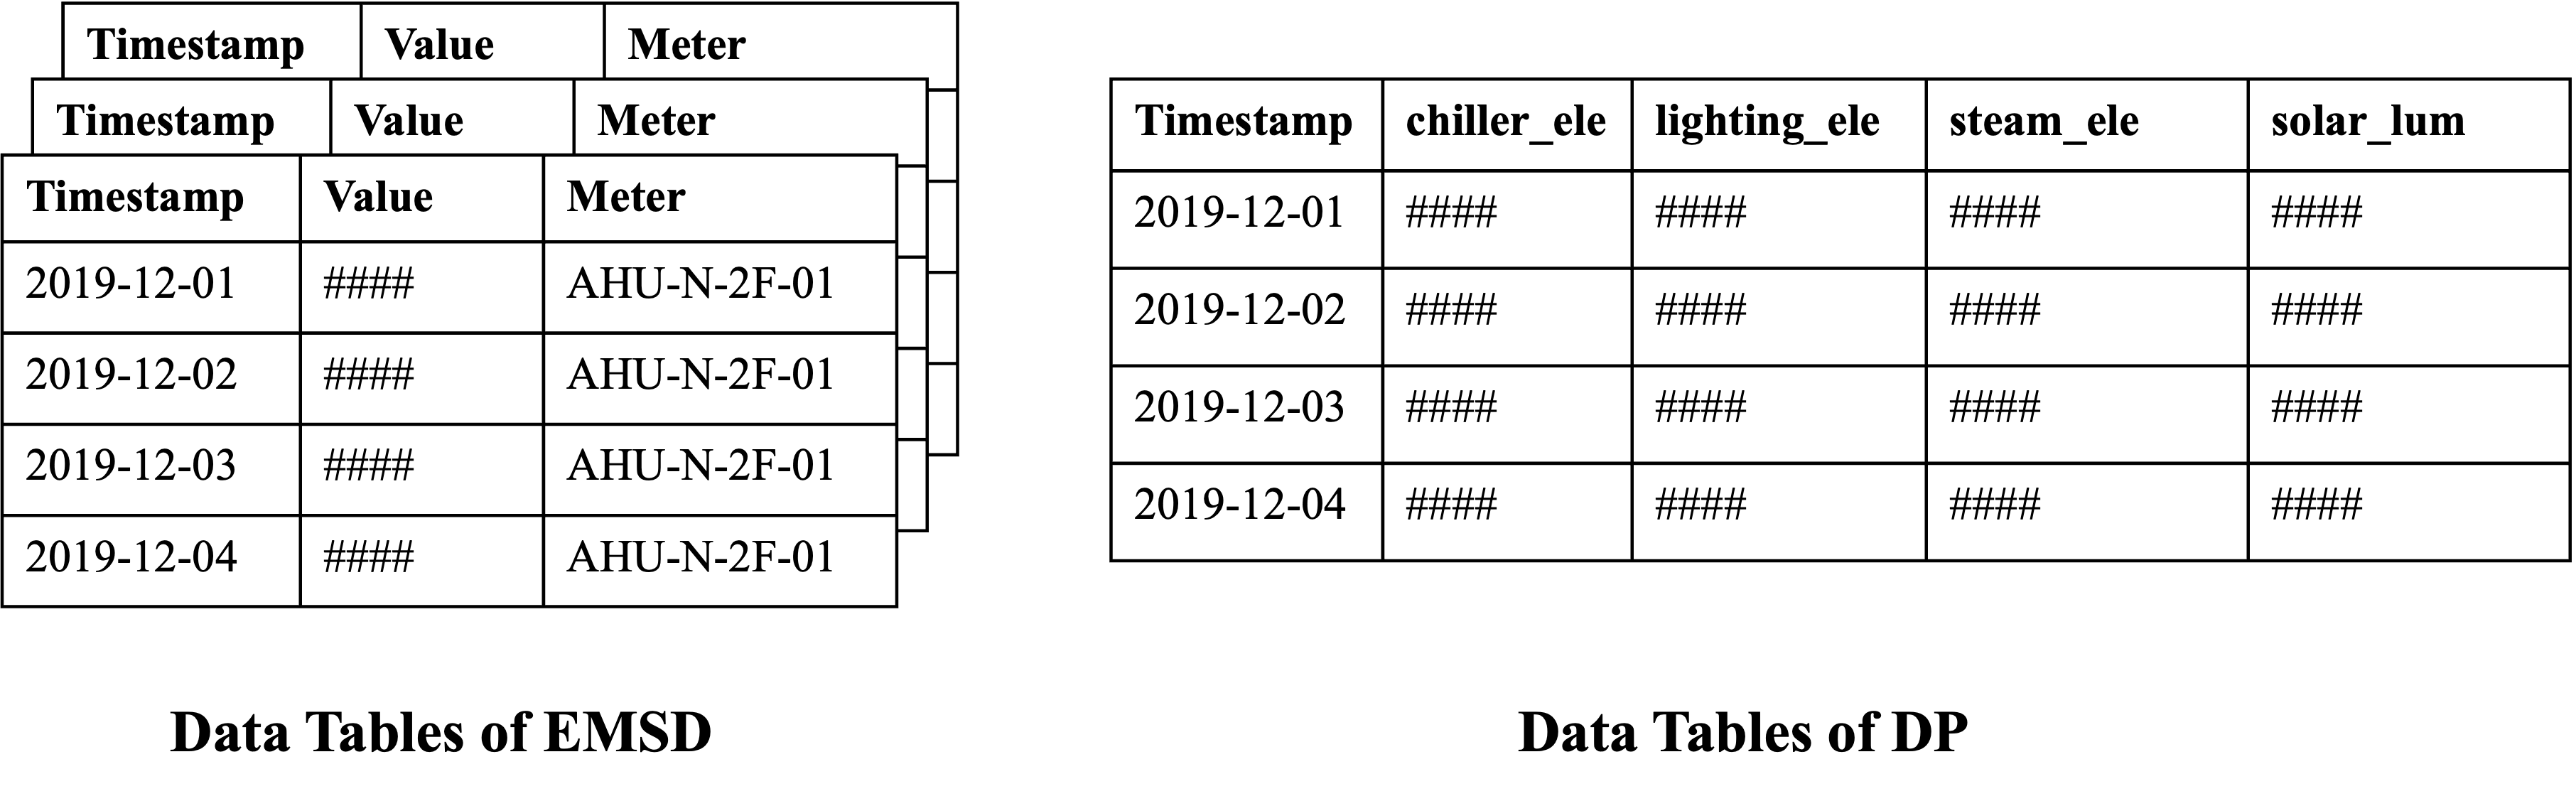 Timestamp Value Meter
Timestamp Value Meter
Timestamp Value Meter
2019-12-01 #### AHU-N-2F-01
2019-12-02 #### AHU-N-2F-01
2019-12-03 #### AHU-N-2F-01
2019-12-04 #### AHU-N-2F-01
Data Tables of EMSD
Timestamp chiller_ele lighting_ele steam_ele solar_lum
2019-12-01 #### #### #### ####
2019-12-02 #### #### #### ####
2019-12-03 #### #### #### ####
2019-12-04 #### #### #### ####
Data Tables of DP